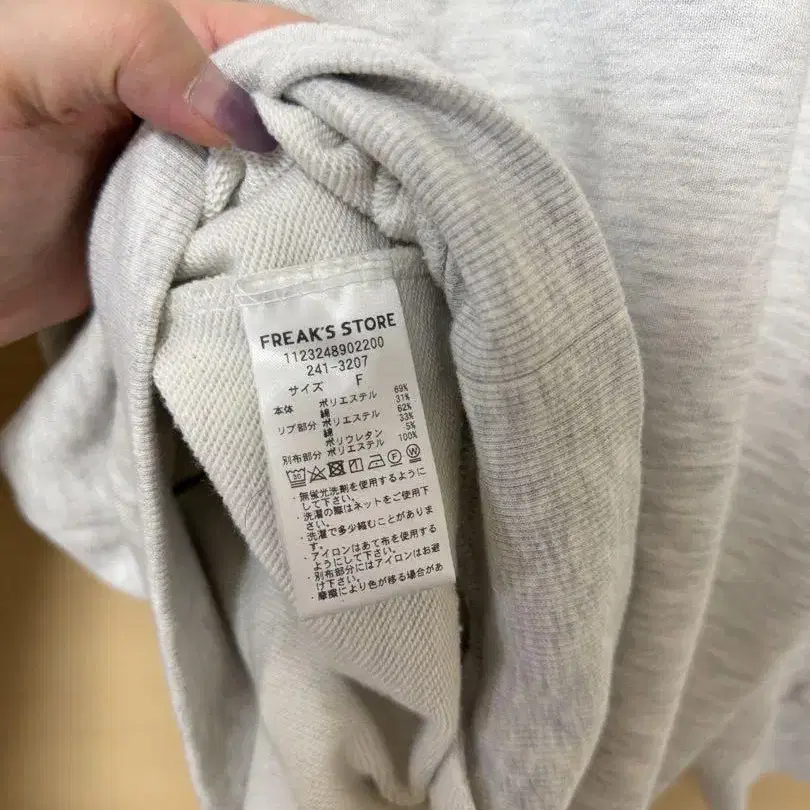 FREAK'S STORE
1123248902200
241-3207
サイズ F
本体 ポリエステル 69%
綿 31%
リブ部分 ポリエステル 62%
綿 33%
ポリウレタン 5%
別布部分 ポリエステル 100%
30 F W
・無蛍光洗剤を使用するように
して下さい。
・洗濯の際はネットをご使用下
さい。
・洗濯で多少縮むことがありま
す。
・アイロンはあて布を使用する
ようにして下さい。
・別布部分にはアイロンはお避
け下さい。
・摩擦により色が移る場合があ